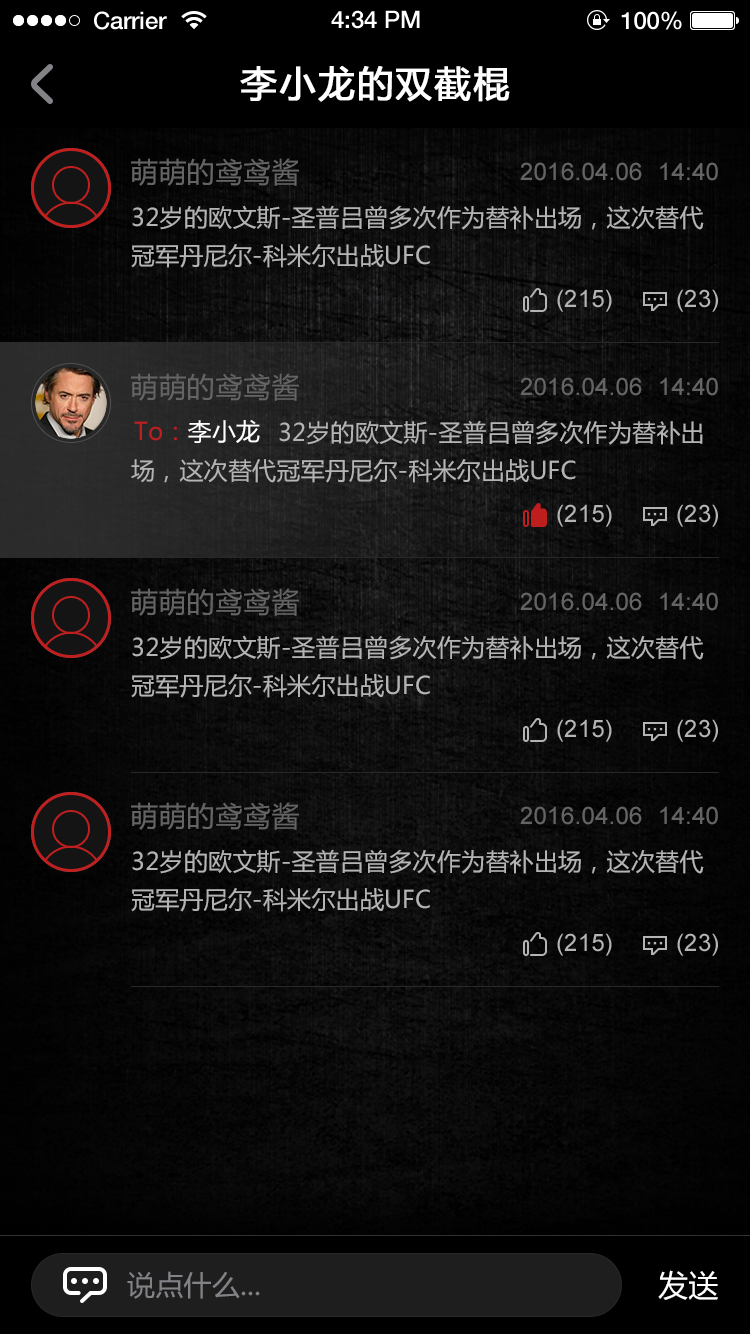 Carrier 4:34 PM 100%
李小龙的双截棍
萌萌的鸢鸢酱 2016.04.06 14:40
32岁的欧文斯-圣普吕曾多次作为替补出场，这次替代
冠军丹尼尔-科米尔出战UFC
(215) (23)
萌萌的鸢鸢酱 2016.04.06 14:40
To：李小龙 32岁的欧文斯-圣普吕曾多次作为替补出
场，这次替代冠军丹尼尔-科米尔出战UFC
(215) (23)
萌萌的鸢鸢酱 2016.04.06 14:40
32岁的欧文斯-圣普吕曾多次作为替补出场，这次替代
冠军丹尼尔-科米尔出战UFC
(215) (23)
萌萌的鸢鸢酱 2016.04.06 14:40
32岁的欧文斯-圣普吕曾多次作为替补出场，这次替代
冠军丹尼尔-科米尔出战UFC
(215) (23)
说点什么... 发送